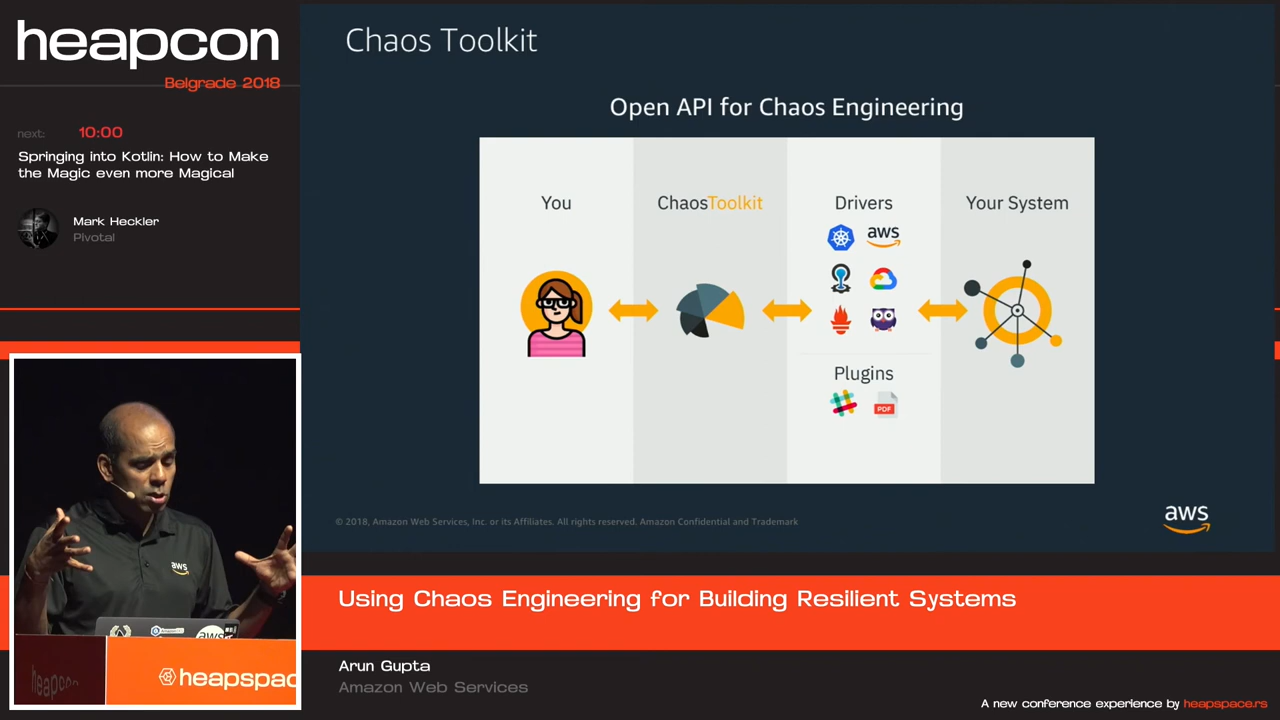 heapcon
Belgrade 2018
next: 10:00
Springing into Kotlin: How to Make
the Magic even more Magical
Mark Heckler
Pivotal
Chaos Toolkit
Open API for Chaos Engineering
You
ChaosToolkit
Drivers
Your System
aws
Plugins
PDF
© 2018, Amazon Web Services, Inc. or its Affiliates. All rights reserved. Amazon Confidential and Trademark
aws
aws
aws
heapcon
heapspac
Using Chaos Engineering for Building Resilient Systems
Arun Gupta
Amazon Web Services
A new conference experience by heapspace.rs